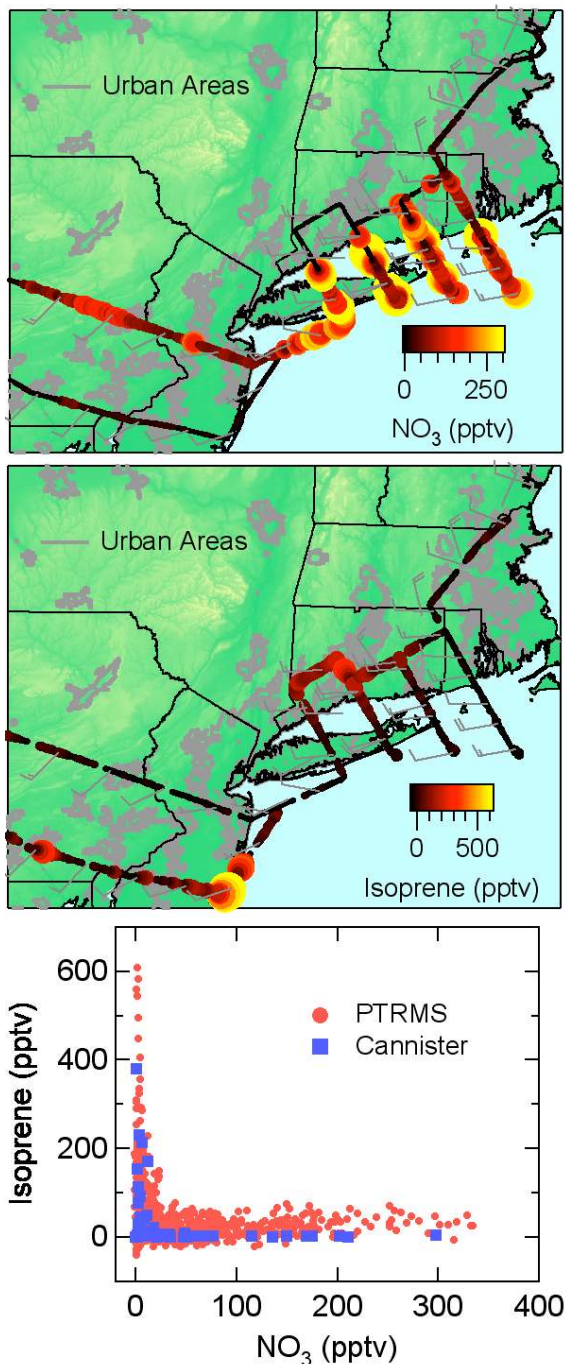 Urban Areas
0 250
NO3 (pptv)
Urban Areas
0 500
Isoprene (pptv)
600
PTRMS
Cannister
400
Isoprene (pptv)
200
0
0 100 200 300 400
NO3 (pptv)